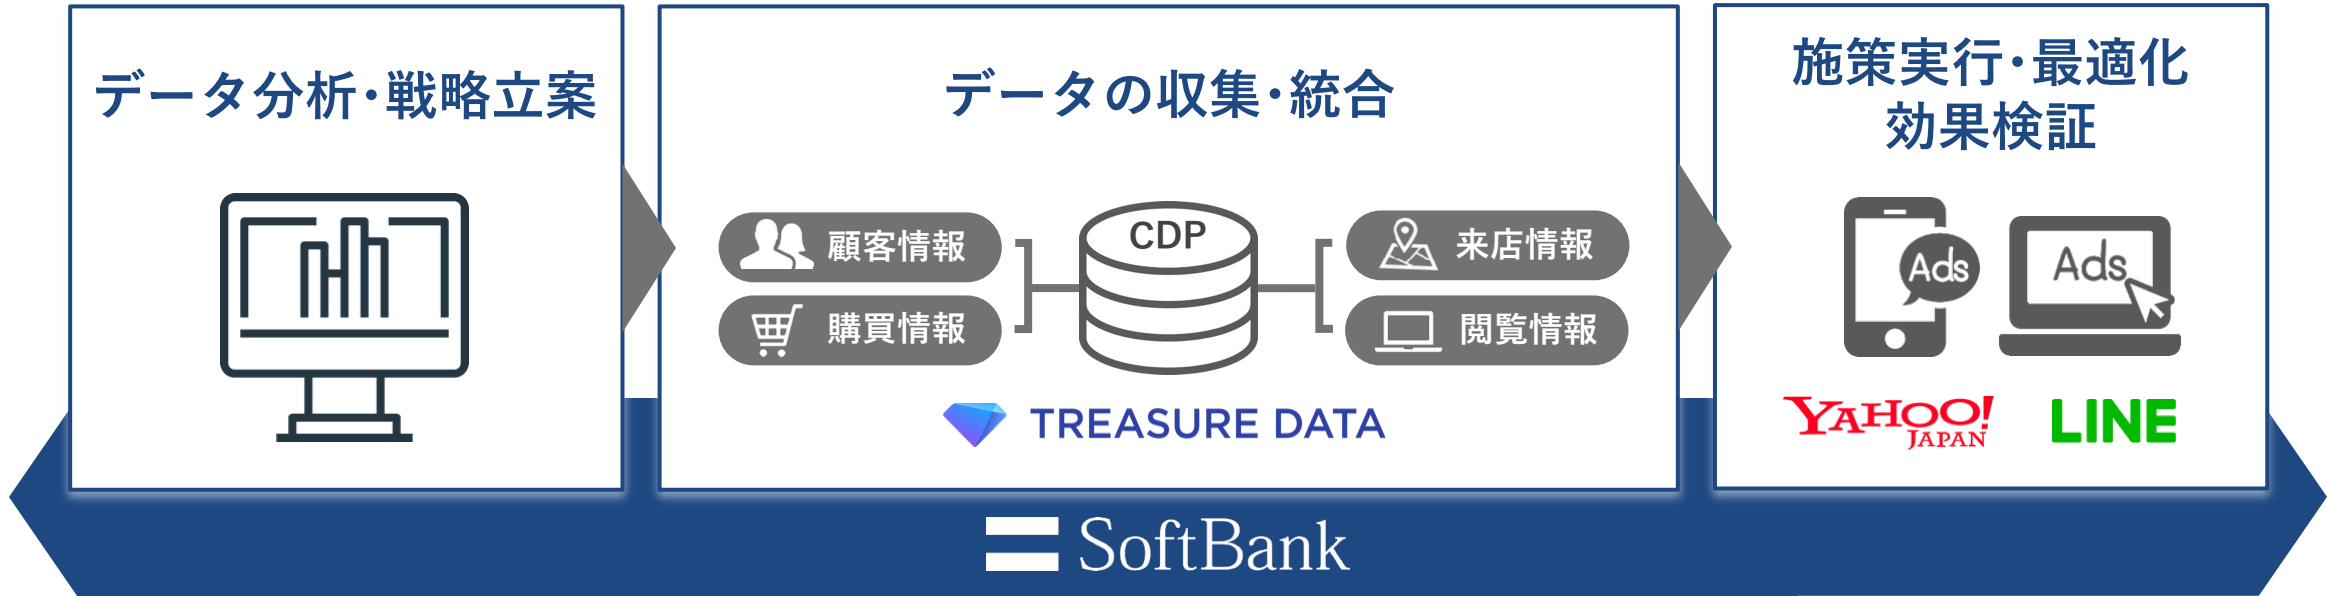 データ分析・戦略立案
データの収集・統合
顧客情報
購買情報
CDP
来店情報
閲覧情報
TREASURE DATA
施策実行・最適化
効果検証
Ads
Ads
YAHOO!
JAPAN
LINE
SoftBank